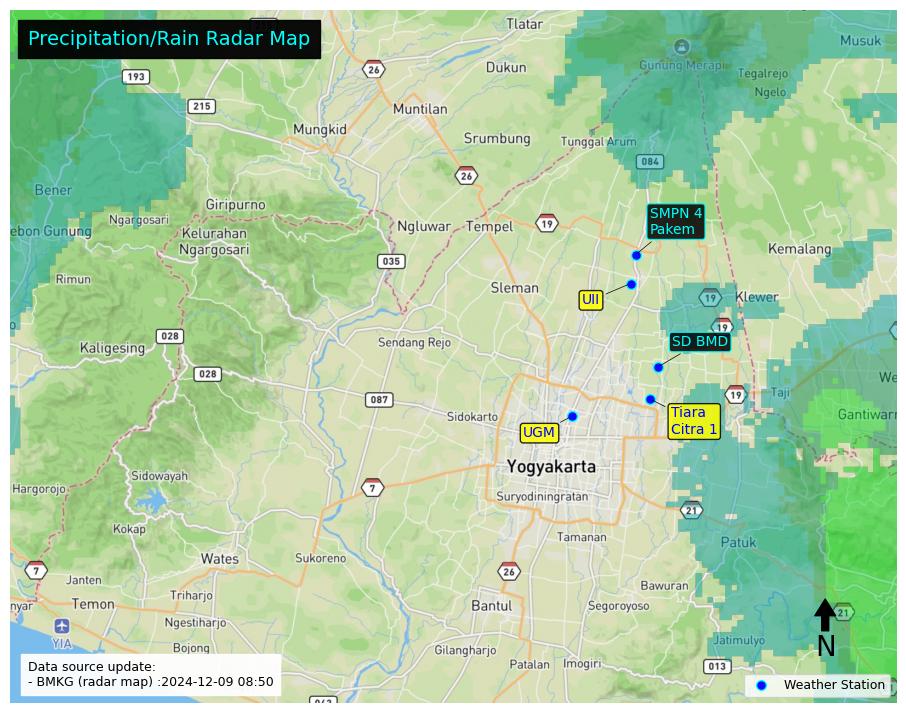 Precipitation/Rain Radar Map
Tlatar
Musuk
26
Dukun
Gunung Merapi
193
Tegalrejo
Ngelo
215
Muntilan
Mungkid
Srumbung
Tunggal Arum
084
26
Bener
Giripurno
SMPN 4
Pakem
Ngargosari
Ngluwar
Tempel
19
ebon Gunung
Kelurahan
Ngargosari
Kemalang
035
Rimun
Sleman
UII
19
Klewer
028
19
Kaligesing
Sendang Rejo
SD BMD
028
We
087
19
Taji
Sidokarto
Tiara
Citra 1
Gantiwarn
UGM
Yogyakarta
Sidowayah
Hargorojo
7
Suryodiningratan
21
Kokap
Tamanan
Patuk
Wates
Sukoreno
7
26
Janten
Bawuran
Triharjo
nyar
Temon
Bantul
Segoroyoso
21
YIA
Ngestiharjo
N
Bojong
Gilangharjo
Jatimulyo
Data source update:
- BMKG (radar map) :2024-12-09 08:50
Patalan
Imogiri
013
Weather Station